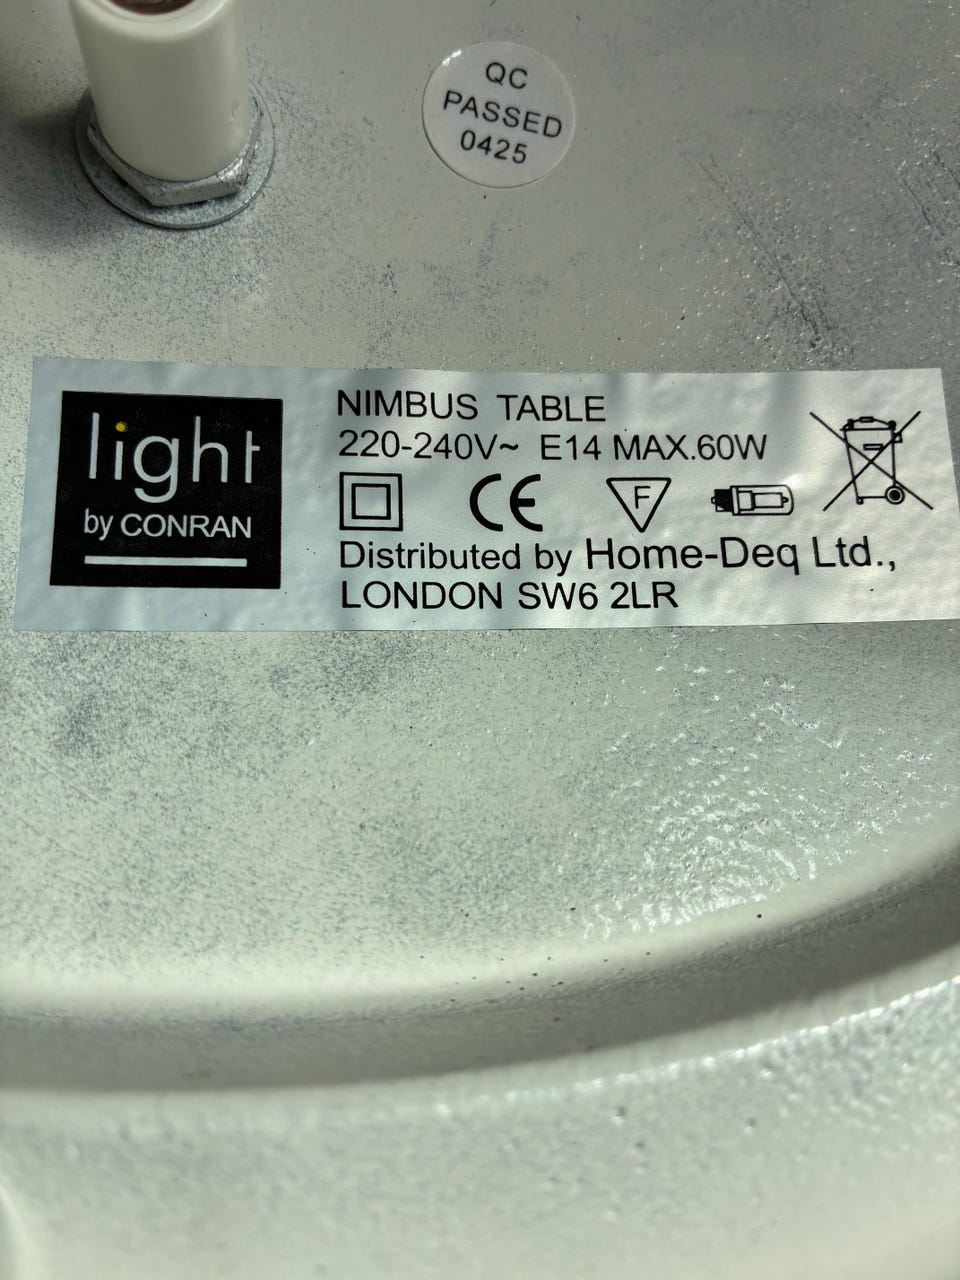 QC
PASSED
0425
light
by CONRAN
NIMBUS TABLE
220-240V~ E14 MAX.60W
CE
F
Distributed by Home-Deq Ltd.,
LONDON SW6 2LR